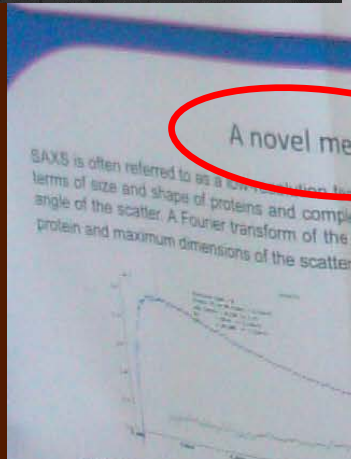 A novel me
SAXS is often referred to as a low resolution te
terms of size and shape of proteins and comple
angle of the scatter. A Fourier transform of the
protein and maximum dimensions of the scatter